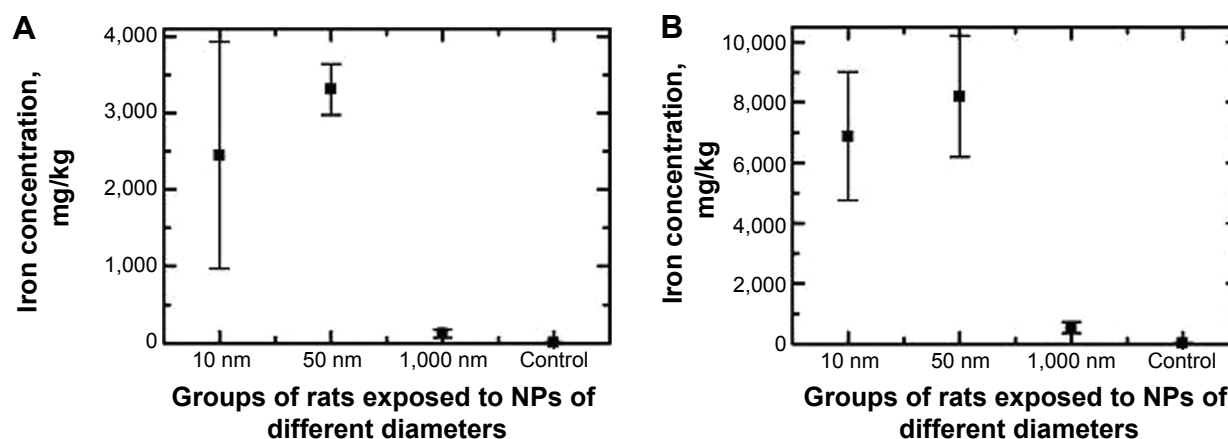 A
Iron concentration,
mg/kg
4,000
3,000
2,000
1,000
0
10 nm 50 nm 1,000 nm Control
Groups of rats exposed to NPs of
different diameters
B
Iron concentration,
mg/kg
10,000
8,000
6,000
4,000
2,000
0
10 nm 50 nm 1,000 nm Control
Groups of rats exposed to NPs of
different diameters